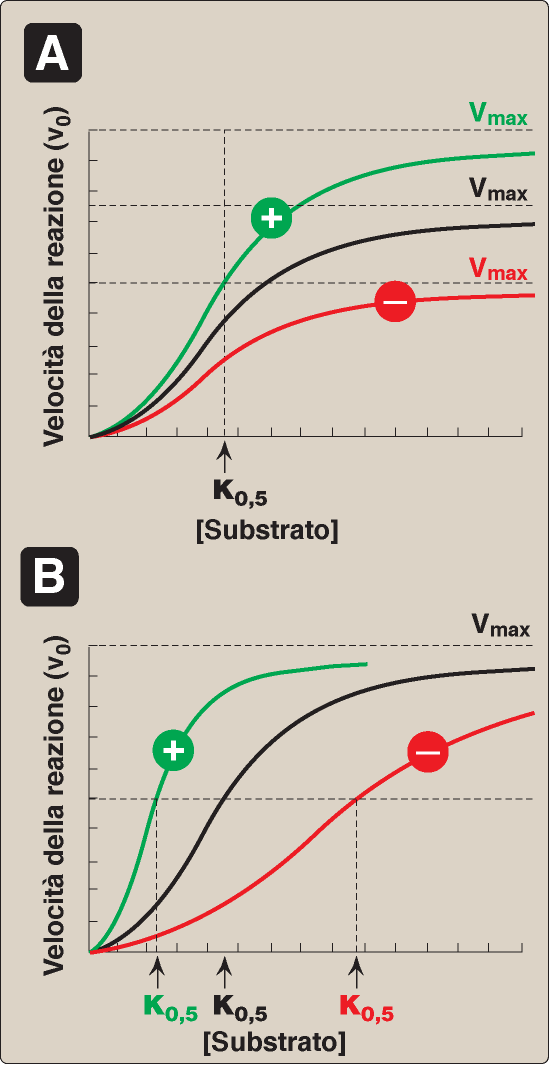 A
Velocità della reazione (v0)
Vmax
Vmax
Vmax
+
−
K0,5
[Substrato]
B
Velocità della reazione (v0)
Vmax
+
−
K0,5
K0,5
K0,5
[Substrato]